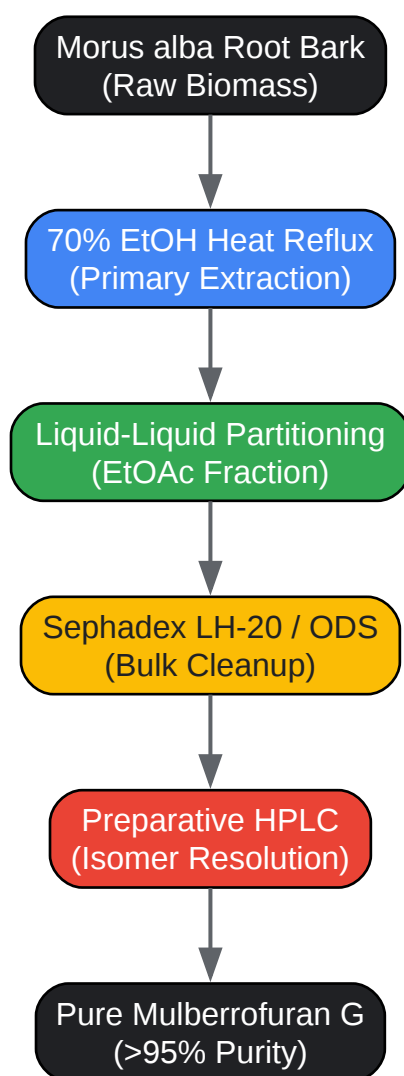 Morus alba Root Bark
(Raw Biomass)
70% EtOH Heat Reflux
(Primary Extraction)
Liquid-Liquid Partitioning
(EtOAc Fraction)
Sephadex LH-20 / ODS
(Bulk Cleanup)
Preparative HPLC
(Isomer Resolution)
Pure Mulberrofuran G
(>95% Purity)